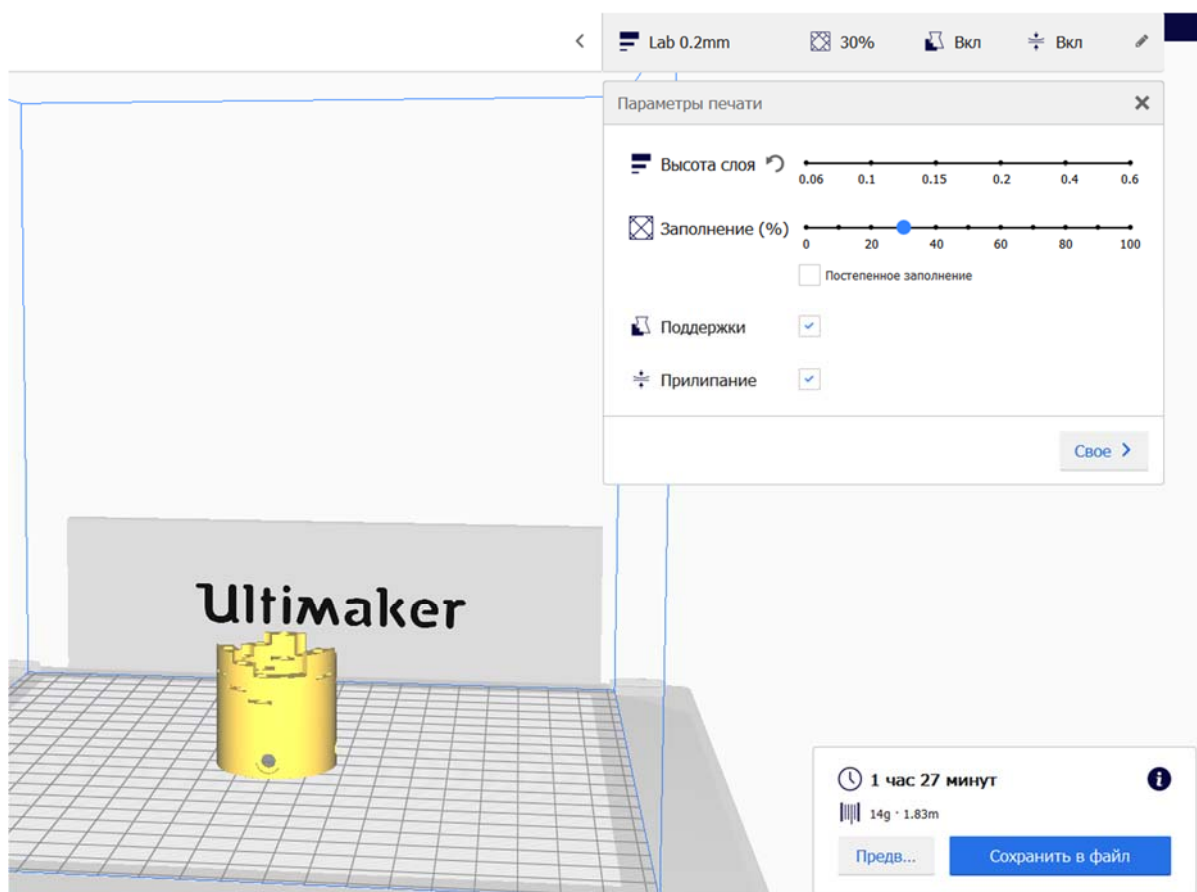 Lab 0.2mm 30% Вкл Вкл
Параметры печати
Высота слоя
0.06 0.1 0.15 0.2 0.4 0.6
Заполнение (%)
0 20 40 60 80 100
Постепенное заполнение
Поддержки
Прилипание
Свое
Ultimaker
1 час 27 минут
14g · 1.83m
Предв... Сохранить в файл